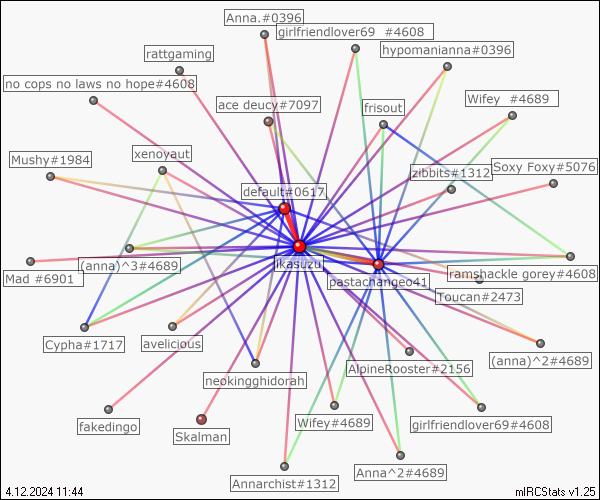 Anna.#0396
girlfriendlover69 #4608
hypomanianna#0396
rattgaming
no cops no laws no hope#4608
ace deucy#7097
frisout
Wifey #4689
Mushy#1984
xenoyaut
zibbits#1312
Soxy Foxy#5076
default#0617
ikasuzu
(anna)^3#4689
Mad #6901
pastachangeo41
ramshackle gorey#4608
Toucan#2473
Cypha#1717
avelicious
AlpineRooster#2156
(anna)^2#4689
neokingghidorah
fakedingo
Skalman
Wifey#4689
girlfriendlover69#4608
Annarchist#1312
Anna^2#4689
4.12.2024 11:44
mIRCStats v1.25